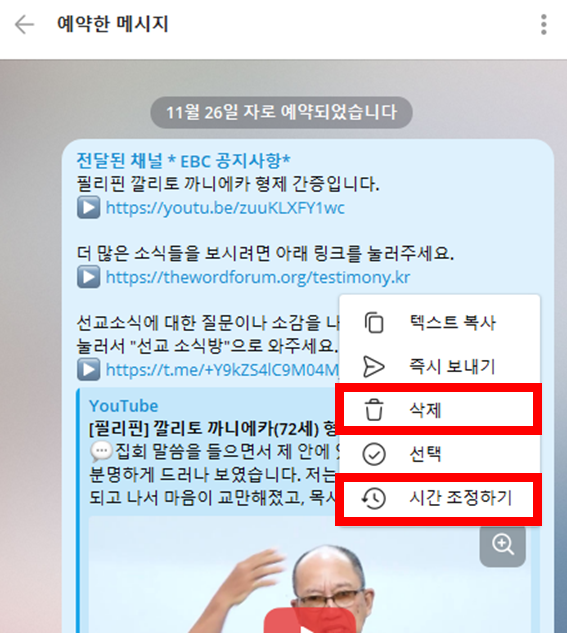 예약한 메시지
11월 26일 자로 예약되었습니다
전달된 채널 * EBC 공지사항*
필리핀 깔리토 까니에카 형제 간증입니다.
https://youtu.be/zuuKLXFY1wc
더 많은 소식들을 보시려면 아래 링크를 눌러주세요.
https://thewordforum.org/testimony.kr
선교소식에 대한 질문이나 소감을 나
눌러서 "선교 소식방"으로 와주세요.
https://t.me/+Y9kZS4lC9M04M
YouTube
[필리핀] 깔리토 까니에카(72세) 형
집회 말씀을 들으면서 제 안에
분명하게 드러나 보였습니다. 저는
되고 나서 마음이 교만해졌고, 목
텍스트 복사
즉시 보내기
삭제
선택
시간 조정하기